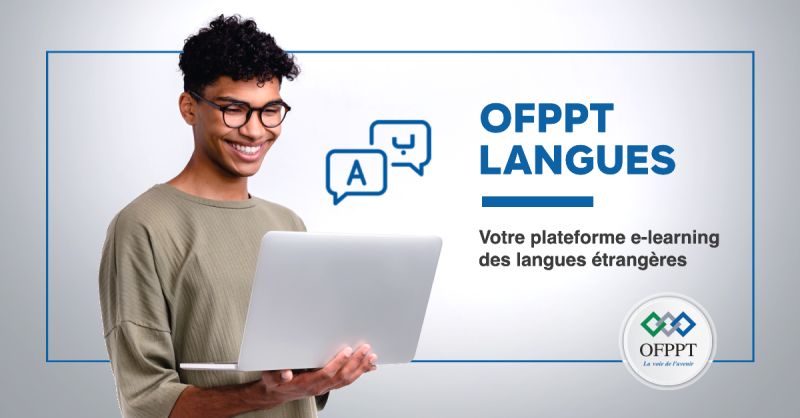 OFPPT
LANGUES
A
ب
Votre plateforme e-learning
des langues étrangères
OFPPT
La voie de l'avenir